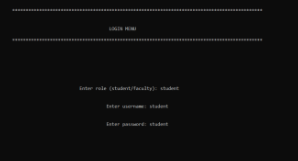 LOGIN MENU
Enter role (student/faculty): student
Enter username: student
Enter password: student